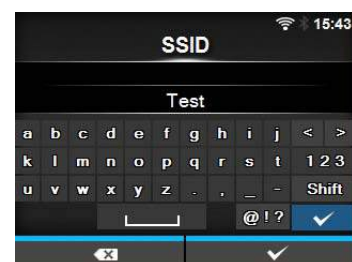 15:43
SSID
Test
a b c d e f g h i j < >
k l m n o p q r s t 1 2 3
u v w x y z . , _ - Shift
@ ! ?